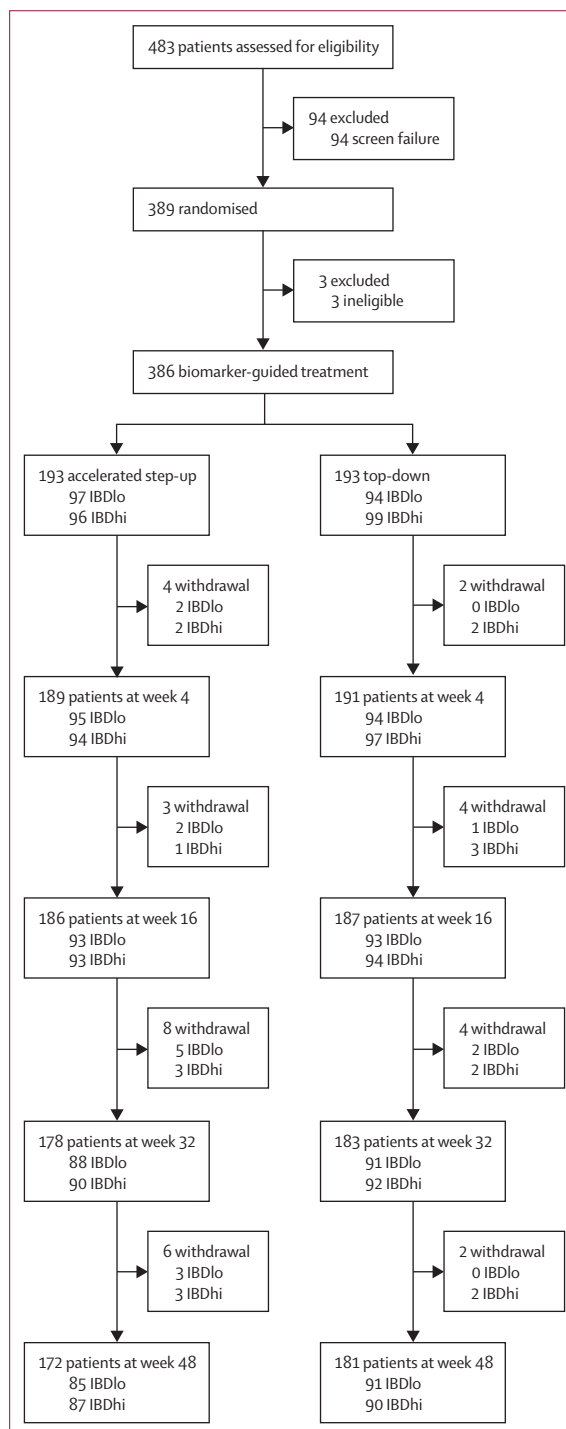 483 patients assessed for eligibility
94 excluded
94 screen failure
389 randomised
3 excluded
3 ineligible
386 biomarker-guided treatment
193 accelerated step-up
97 IBDlo
96 IBDhi
193 top-down
94 IBDlo
99 IBDhi
4 withdrawal
2 IBDlo
2 IBDhi
2 withdrawal
0 IBDlo
2 IBDhi
189 patients at week 4
95 IBDlo
94 IBDhi
191 patients at week 4
94 IBDlo
97 IBDhi
3 withdrawal
2 IBDlo
1 IBDhi
4 withdrawal
1 IBDlo
3 IBDhi
186 patients at week 16
93 IBDlo
93 IBDhi
187 patients at week 16
93 IBDlo
94 IBDhi
8 withdrawal
5 IBDlo
3 IBDhi
4 withdrawal
2 IBDlo
2 IBDhi
178 patients at week 32
88 IBDlo
90 IBDhi
183 patients at week 32
91 IBDlo
92 IBDhi
6 withdrawal
3 IBDlo
3 IBDhi
2 withdrawal
0 IBDlo
2 IBDhi
172 patients at week 48
85 IBDlo
87 IBDhi
181 patients at week 48
91 IBDlo
90 IBDhi